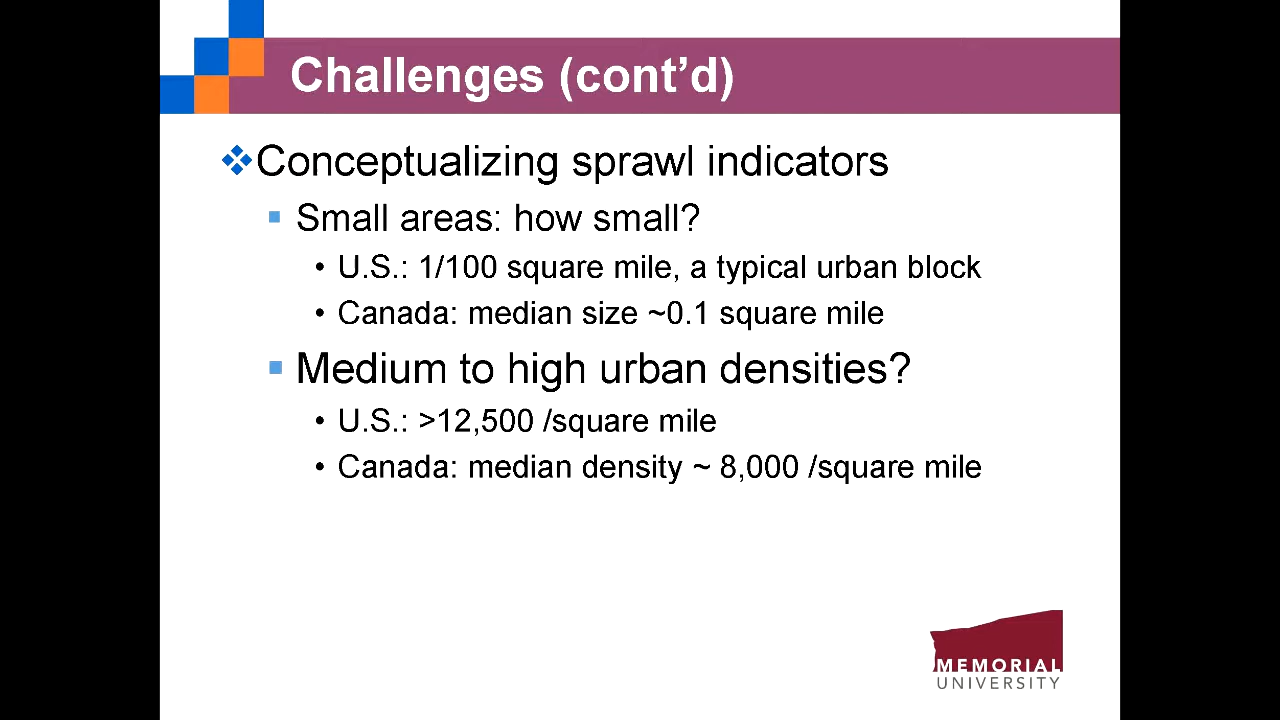 Challenges (cont’d)
Conceptualizing sprawl indicators
Small areas: how small?
U.S.: 1/100 square mile, a typical urban block
Canada: median size ~0.1 square mile
Medium to high urban densities?
U.S.: >12,500 /square mile
Canada: median density ~ 8,000 /square mile
MEMORIAL
UNIVERSITY